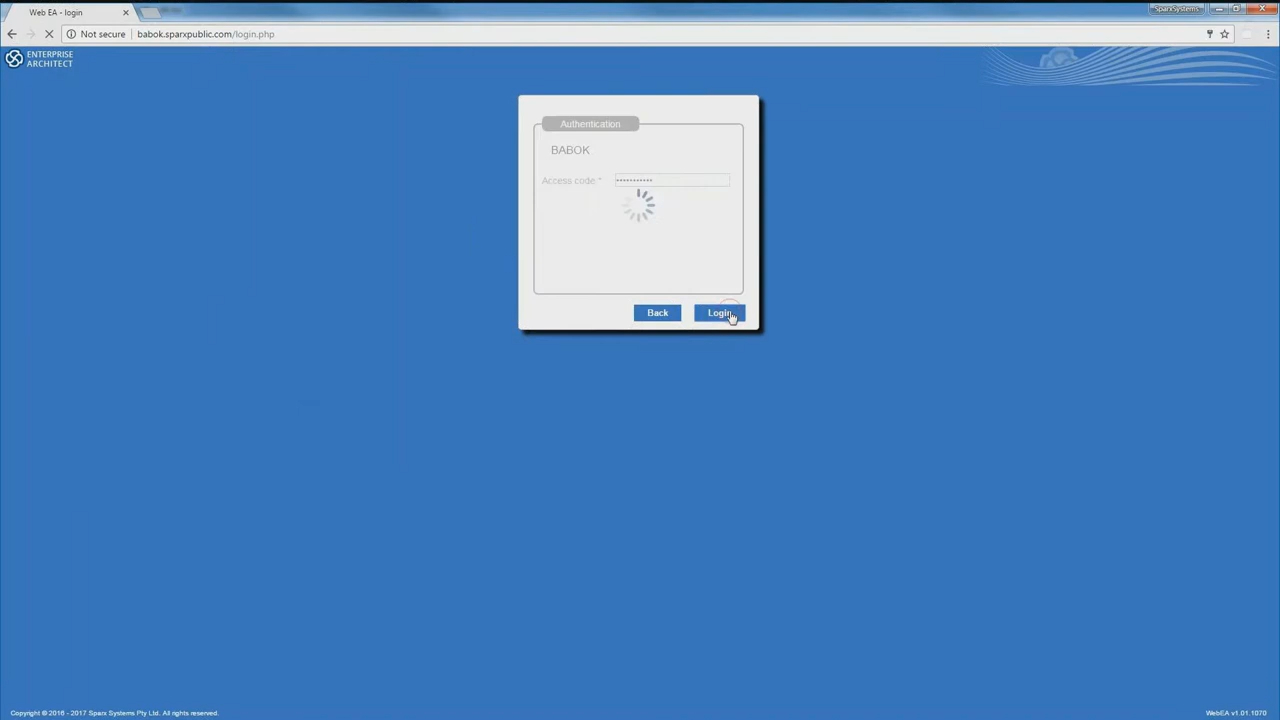 Web EA - login
SparxSystems
Not secure
babok.sparxpublic.com/login.php
ENTERPRISE
ARCHITECT
Authentication
BABOK
Access code:*
•••••••••••
Back
Login
Copyright © 2016 - 2017 Sparx Systems Pty Ltd. All rights reserved.
WebEA v1.01.1070